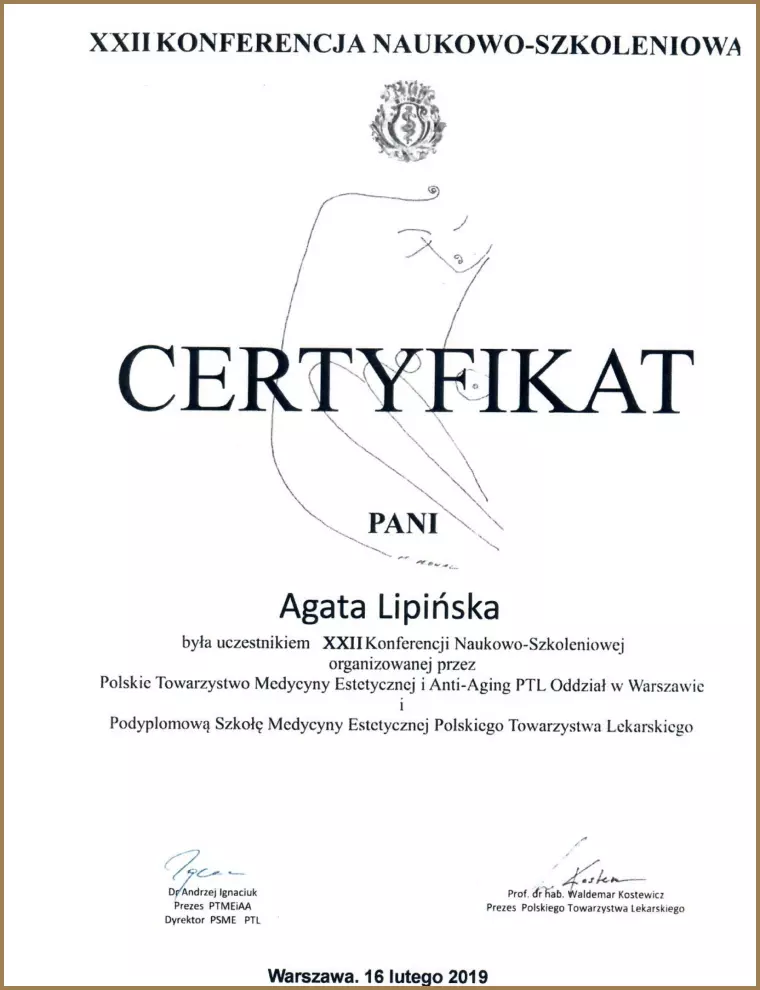 XXII KONFERENCJA NAUKOWO-SZKOLENIOWA
CERTYFIKAT
PANI
Agata Lipińska
była uczestnikiem XXII Konferencji Naukowo-Szkoleniowej
organizowanej przez
Polskie Towarzystwo Medycyny Estetycznej i Anti-Aging PTL Oddział w Warszawie
i
Podyplomową Szkołę Medycyny Estetycznej Polskiego Towarzystwa Lekarskiego
Dr Andrzej Ignaciuk
Prezes PTMEiAA
Dyrektor PSME PTL
Prof. dr hab. Waldemar Kostewicz
Prezes Polskiego Towarzystwa Lekarskiego
Warszawa. 16 lutego 2019